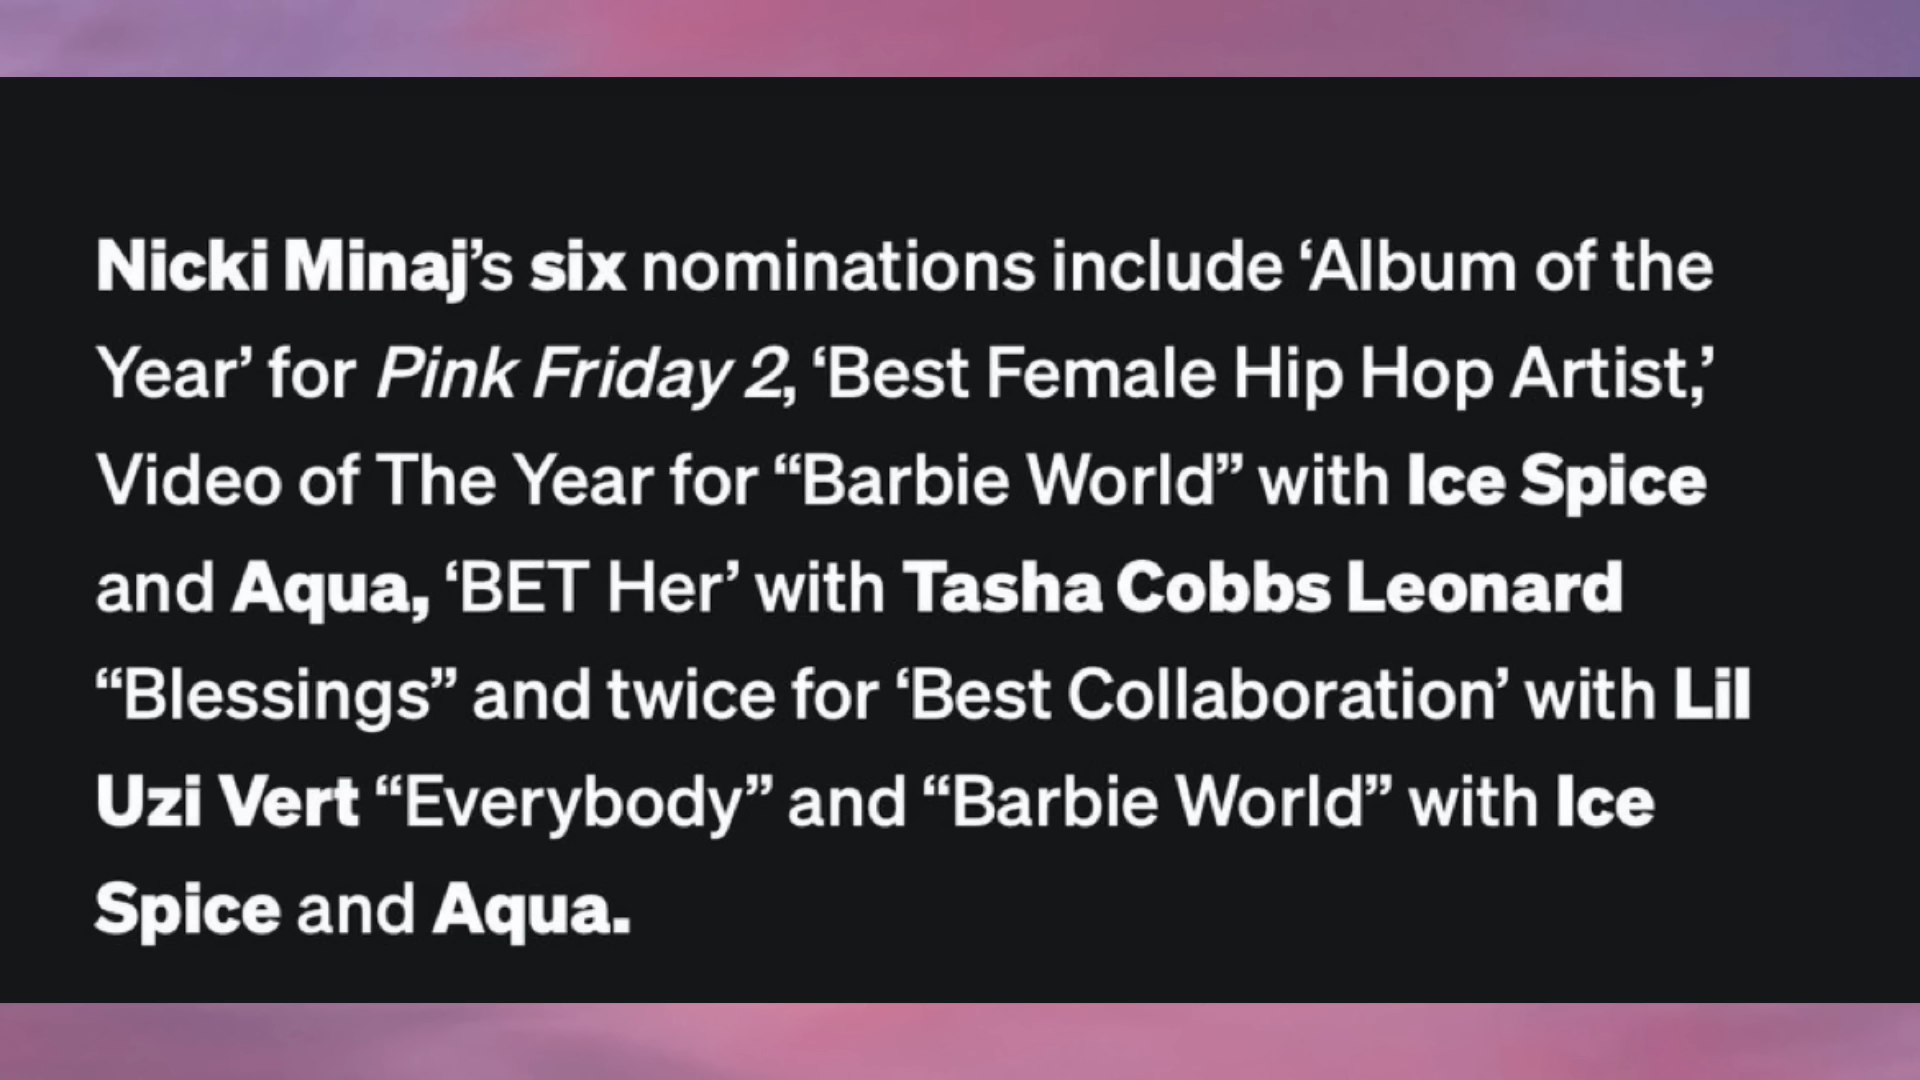 Nicki Minaj’s six nominations include ‘Album of the
Year’ for Pink Friday 2, ‘Best Female Hip Hop Artist,’
Video of The Year for “Barbie World” with Ice Spice
and Aqua, ‘BET Her’ with Tasha Cobbs Leonard
“Blessings” and twice for ‘Best Collaboration’ with Lil
Uzi Vert “Everybody” and “Barbie World” with Ice
Spice and Aqua.